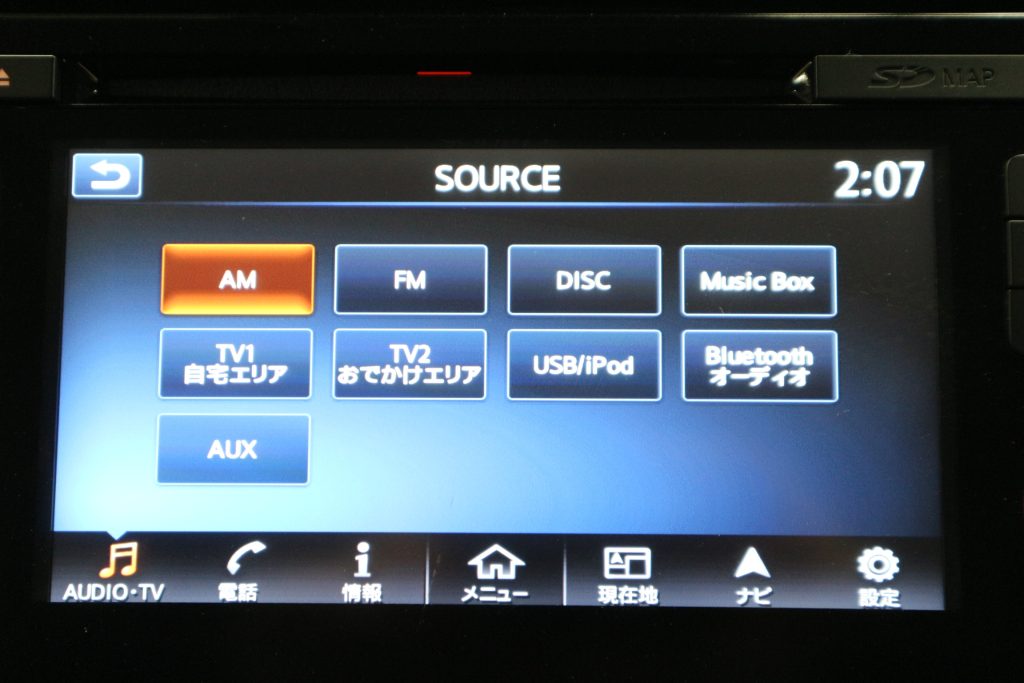 SD MAP
SOURCE
2:07
AM
FM
DISC
Music Box
TV1
自宅エリア
TV2
おでかけエリア
USB/iPod
Bluetooth
オーディオ
AUX
AUDIO・TV
電話
情報
メニュー
現在地
ナビ
設定